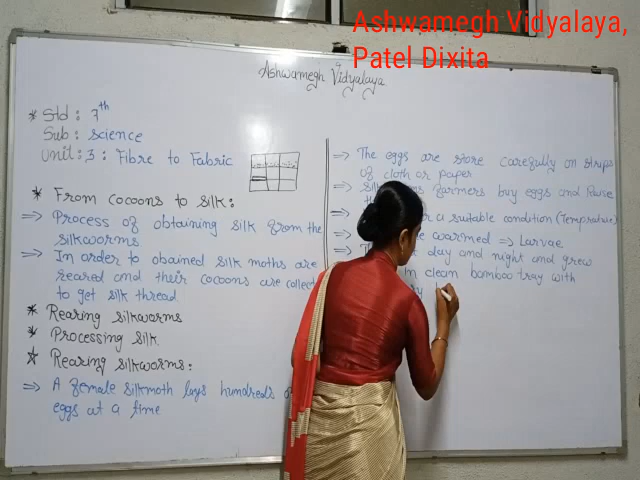 Ashwamegh Vidyalaya,
Patel Dixita
Ashwamegh Vidyalaya
* Std : 7th
Sub : Science
Unit : 3 : Fibre to Fabric
* From cocoons to silk :
⇒ Process of obtaining silk from the
silkworms
⇒ In order to obained silk moths are
reared and their cocoons are collect
to get silk thread
* Rearing silkworms
* Processing silk
* Rearing silkworms :
⇒ A female silkmoth lays hundreds
eggs at a time
⇒ The eggs are store carefully on strips
of cloth or paper
⇒ farmers buy eggs and
⇒ a suitable condition (Temprature)
warmed ⇒ Larvae
⇒ day and night and grew
clean bamboo tray with